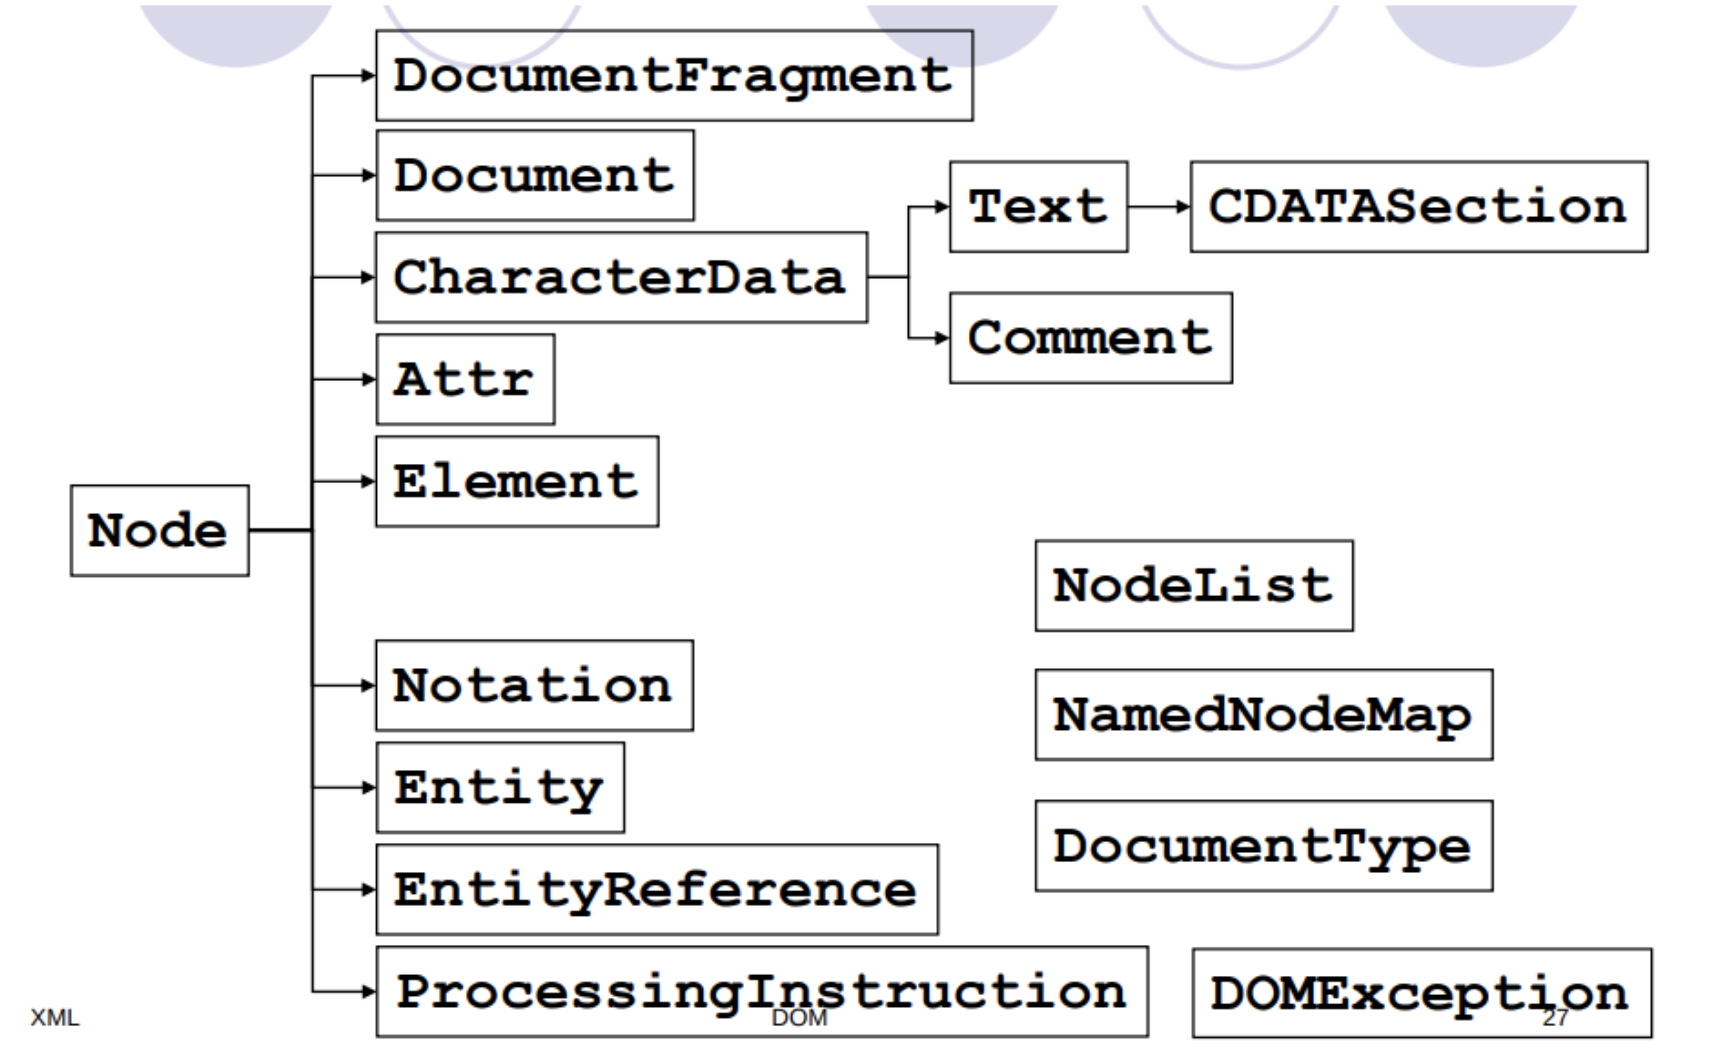 DocumentFragment
Document
CharacterData
Text
CDATASection
Comment
Attr
Element
Node
NodeList
Notation
NamedNodeMap
Entity
DocumentType
EntityReference
ProcessingInstruction
DOMException
XML
DOM
27